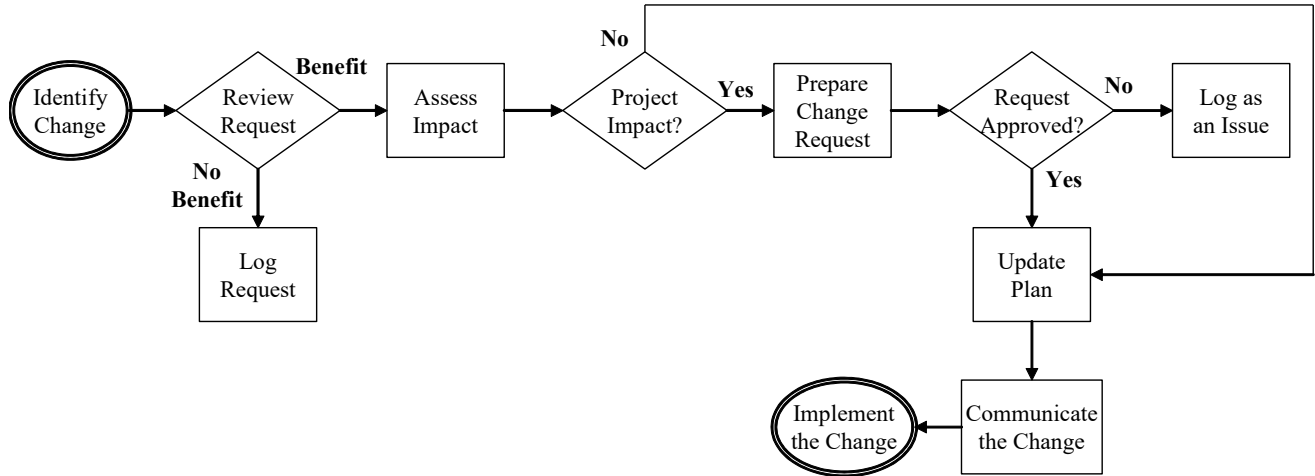 Identify
Change
Review
Request
Benefit
No
Benefit
Log
Request
Assess
Impact
Project
Impact?
No
Yes
Prepare
Change
Request
Request
Approved?
No
Log as
an Issue
Yes
Update
Plan
Communicate
the Change
Implement
the Change